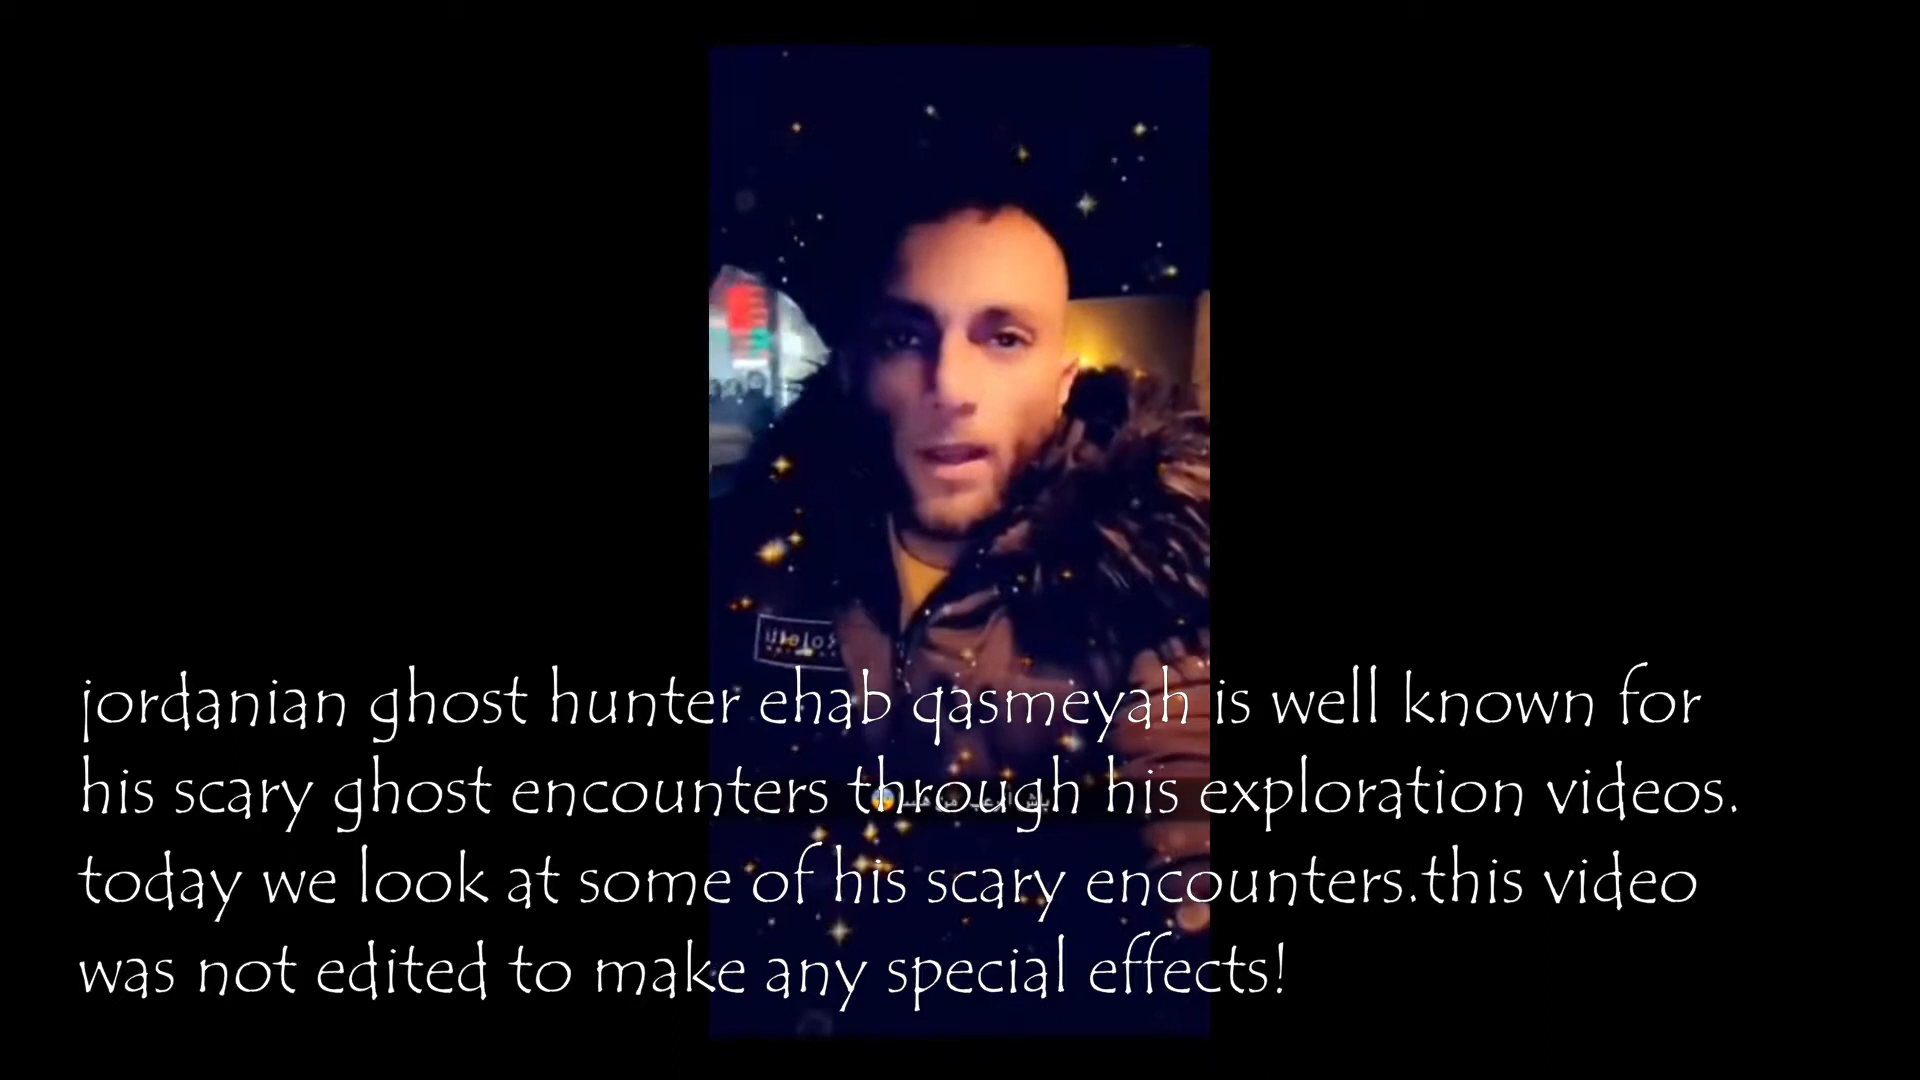 jordanian ghost hunter ehab qasmeyah is well known for
his scary ghost encounters through his exploration videos.
today we look at some of his scary encounters.this video
was not edited to make any special effects!